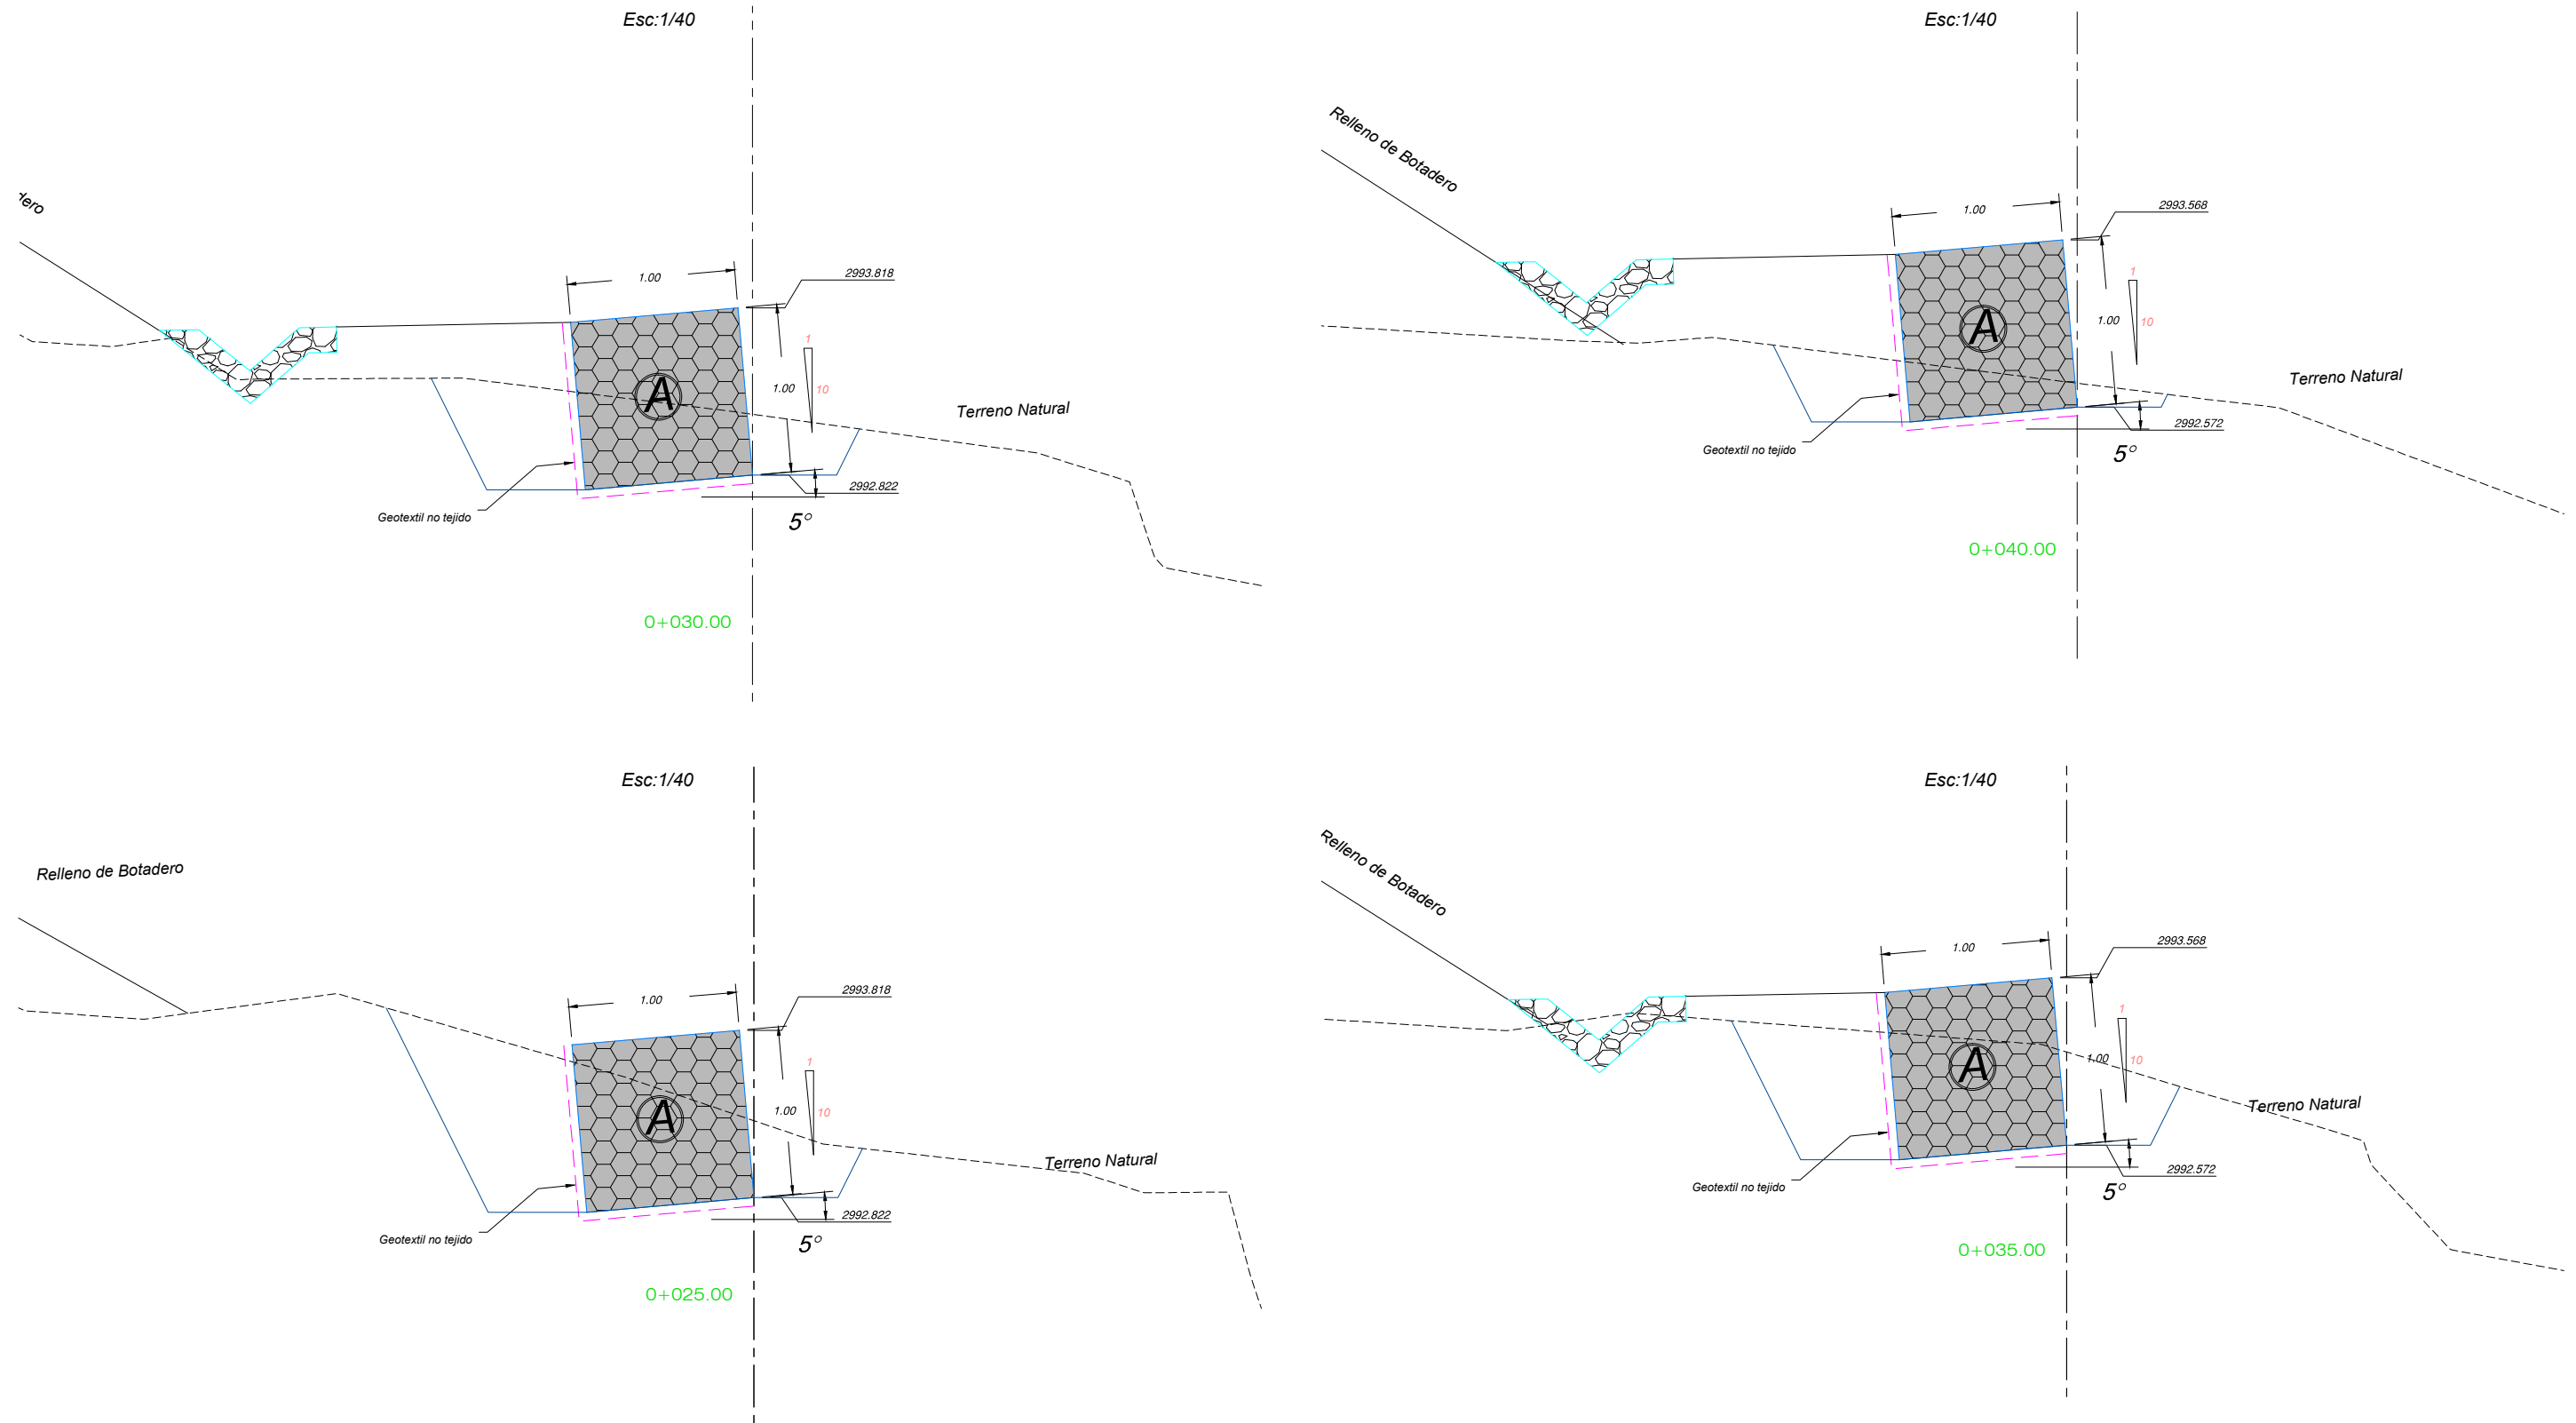 Esc:1/40
1.00
2993.818
1
10
1.00
A
Terreno Natural
2992.822
Geotextil no tejido
5°
0+030.00
Esc:1/40
Relleno de Botadero
1.00
2993.568
1
10
1.00
A
Terreno Natural
2992.572
Geotextil no tejido
5°
0+040.00
Esc:1/40
Relleno de Botadero
1.00
2993.818
1
10
1.00
A
Terreno Natural
2992.822
Geotextil no tejido
5°
0+025.00
Esc:1/40
Relleno de Botadero
1.00
2993.568
1
10
1.00
A
Terreno Natural
2992.572
Geotextil no tejido
5°
0+035.00